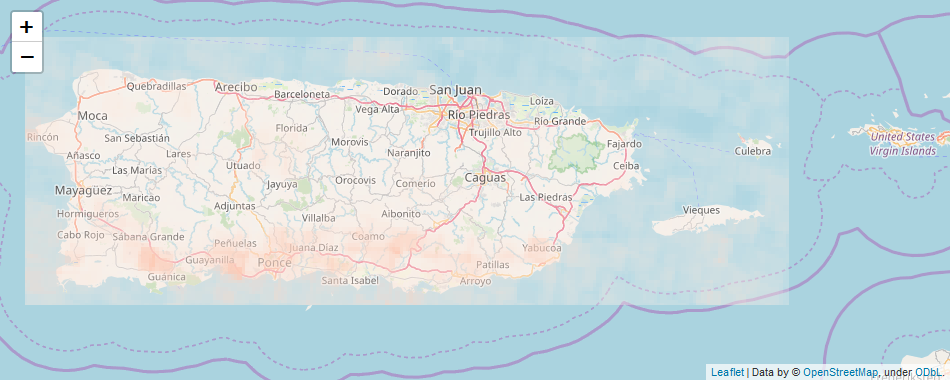 +
−
Quebradillas
Arecibo
Barceloneta
Dorado
San Juan
Vega Alta
Loiza
Moca
Río Piedras
Río Grande
Rincón
San Sebastián
Florida
Morovis
Trujillo Alto
Fajardo
Culebra
United States
Virgin Islands
Añasco
Lares
Utuado
Naranjito
Ceiba
Las Marías
Mayagüez
Maricao
Jayuya
Orocovis
Comerio
Caguas
Las Piedras
Hormigueros
Adjuntas
Villalba
Aibonito
Vieques
Cabo Rojo
Sábana Grande
Peñuelas
Juana Díaz
Coamo
Yabucoa
Guayanilla
Ponce
Patillas
Guánica
Santa Isabel
Arroyo
Leaflet | Data by © OpenStreetMap, under ODbL.